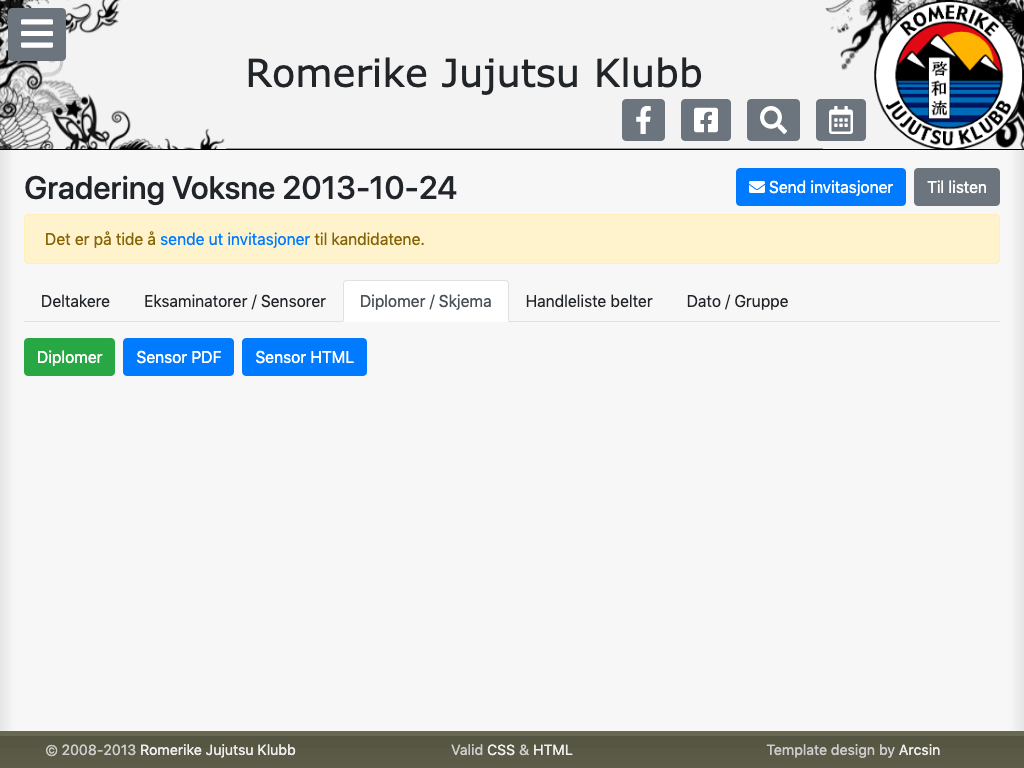 Romerike Jujutsu Klubb
ROMERIKE
啓和流
JUJUTSU KLUBB
Gradering Voksne 2013-10-24
Send invitasjoner
Til listen
Det er på tide å sende ut invitasjoner til kandidatene.
Deltakere
Eksaminatorer / Sensorer
Diplomer / Skjema
Handleliste belter
Dato / Gruppe
Diplomer
Sensor PDF
Sensor HTML
© 2008-2013 Romerike Jujutsu Klubb
Valid CSS & HTML
Template design by Arcsin